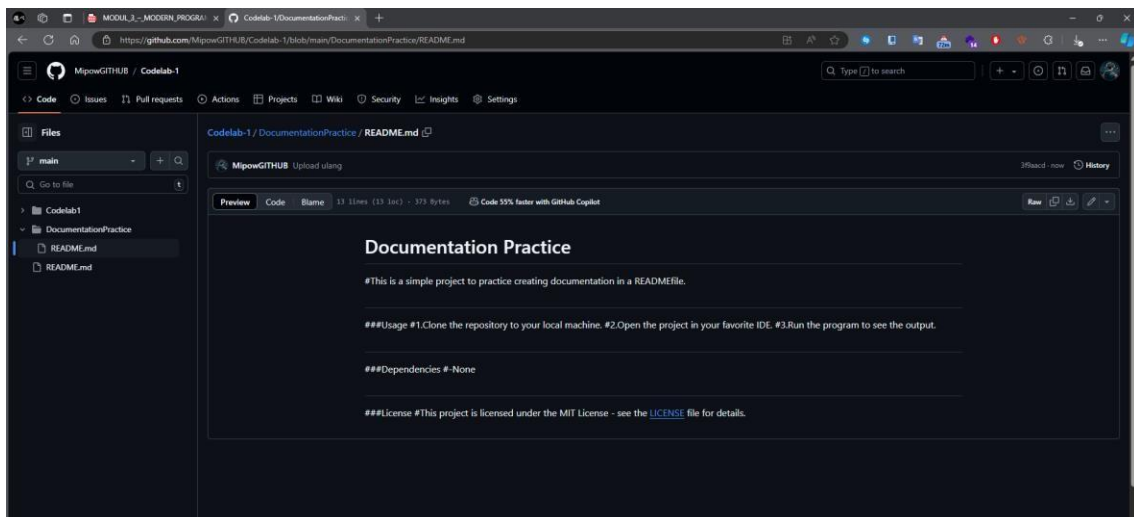 MODUL_3_-_MODERN_PROGRA
Codelab-1/DocumentationPractic
https://github.com/MipowGITHUB/Codelab-1/blob/main/DocumentationPractice/README.md
MipowGITHUB / Codelab-1
Type / to search
Code Issues Pull requests Actions Projects Wiki Security Insights Settings
Files
Codelab-1 / DocumentationPractice / README.md
main
MipowGITHUB Upload ulang
now History
Go to file t
Preview Code Blame 13 lines (13 loc) · 373 Bytes Code 55% faster with GitHub Copilot
Raw
Codelab1
DocumentationPractice
README.md
README.md
Documentation Practice
#This is a simple project to practice creating documentation in a READMEfile.
###Usage #1.Clone the repository to your local machine. #2.Open the project in your favorite IDE. #3.Run the program to see the output.
###Dependencies #-None
###License #This project is licensed under the MIT License - see the LICENSE file for details.